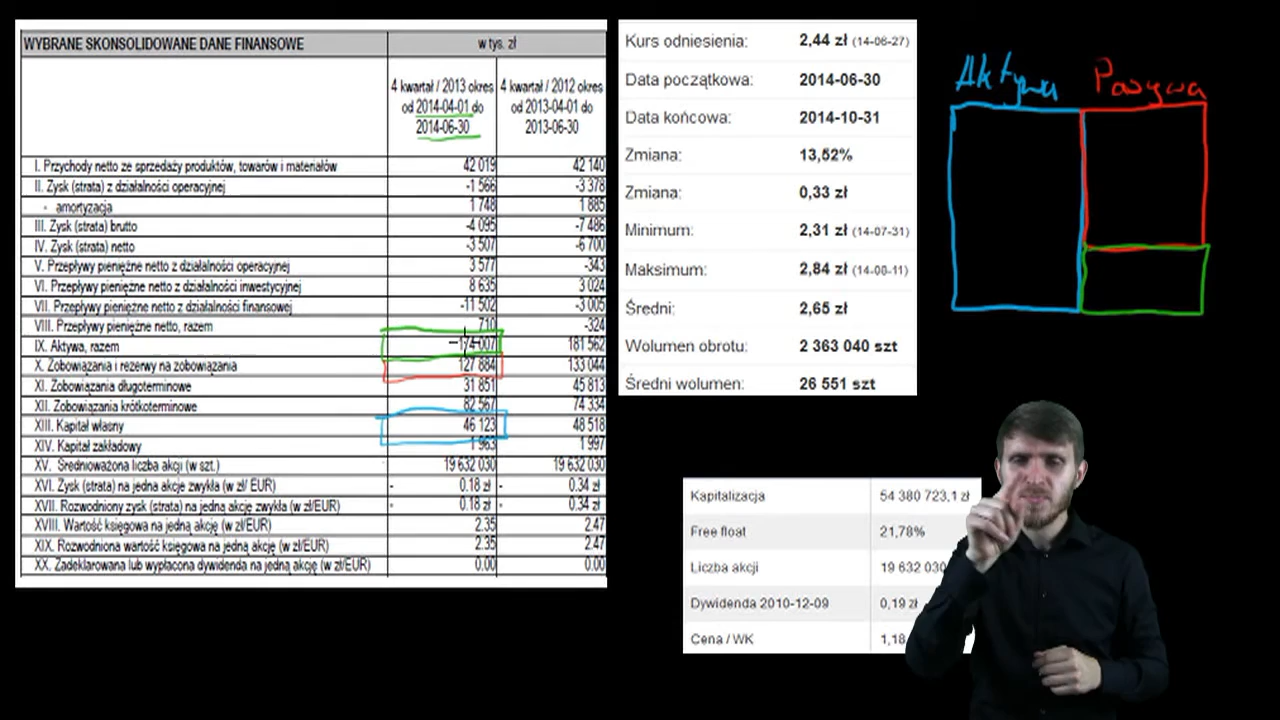 WYBRANE SKONSOLIDOWANE DANE FINANSOWE w tys. zł
4 kwartał / 2013 okres od 2014-04-01 do 2014-06-30 4 kwartał / 2012 okres od 2013-04-01 do 2013-06-30
I. Przychody netto ze sprzedaży produktów, towarów i materiałów 42 019 42 140
II. Zysk (strata) z działalności operacyjnej -1 566 -3 378
- amortyzacja 1 748 1 885
III. Zysk (strata) brutto -4 095 -7 486
IV. Zysk (strata) netto -3 507 -6 700
V. Przepływy pieniężne netto z działalności operacyjnej 3 577 -343
VI. Przepływy pieniężne netto z działalności inwestycyjnej 8 635 3 024
VII. Przepływy pieniężne netto z działalności finansowej -11 502 -3 005
VIII. Przepływy pieniężne netto, razem 710 -324
IX. Aktywa, razem 174 007 181 562
X. Zobowiązania i rezerwy na zobowiązania 127 884 133 044
XI. Zobowiązania długoterminowe 31 851 45 813
XII. Zobowiązania krótkoterminowe 82 567 74 334
XIII. Kapitał własny 46 123 48 518
XIV. Kapitał zakładowy 1 963 1 997
XV. Średnioważona liczba akcji (w szt.) 19 632 030 19 632 030
XVI. Zysk (strata) na jedną akcję zwykłą (w zł/ EUR) - 0.18 zł - 0.34 zł
XVII. Rozwodniony zysk (strata) na jedną akcję zwykłą (w zł/EUR) - 0.18 zł - 0.34 zł
XVIII. Wartość księgowa na jedną akcję (w zł/EUR) 2.35 2.47
XIX. Rozwodniona wartość księgowa na jedną akcję (w zł/EUR) 2.35 2.47
XX. Zadeklarowana lub wypłacona dywidenda na jedną akcję (w zł/EUR) 0.00 0.00
Kurs odniesienia: 2,44 zł (14-06-27)
Data początkowa: 2014-06-30
Data końcowa: 2014-10-31
Zmiana: 13,52%
Zmiana: 0,33 zł
Minimum: 2,31 zł (14-07-31)
Maksimum: 2,84 zł (14-08-11)
Średni: 2,65 zł
Wolumen obrotu: 2 363 040 szt
Średni wolumen: 26 551 szt
Aktywa Pasywa
Kapitalizacja 54 380 723,1 zł
Free float 21,78%
Liczba akcji 19 632 030
Dywidenda 2010-12-09 0,19 zł
Cena / WK 1,18